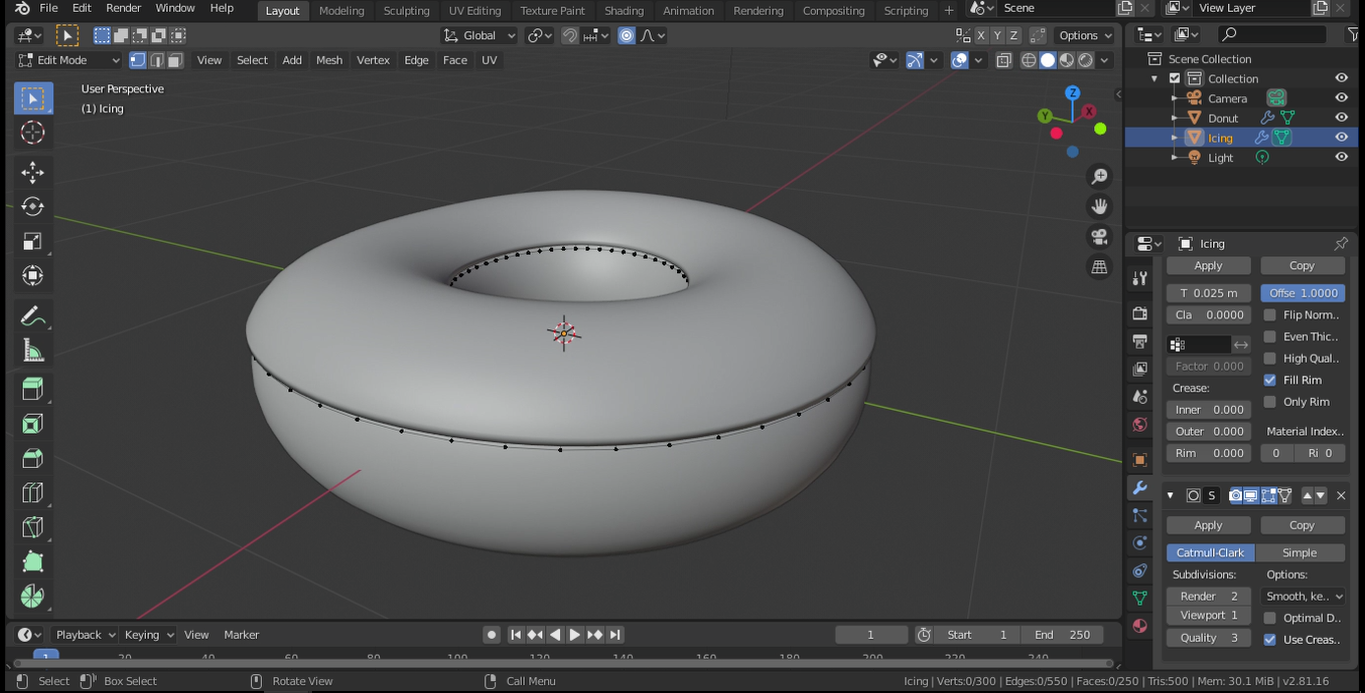 File Edit Render Window Help Layout Modeling Sculpting UV Editing Texture Paint Shading Animation Rendering Compositing Scripting + Scene View Layer
Global X Y Z Options
Edit Mode View Select Add Mesh Vertex Edge Face UV
User Perspective
(1) Icing
Z
Y
X
Scene Collection
Collection
Camera
Donut
Icing
Light
Icing
Apply Copy
T 0.025 m Offse 1.0000
Cla 0.0000 Flip Norm..
Even Thic..
High Qual..
Factor 0.000
Fill Rim
Crease:
Only Rim
Inner 0.000
Outer 0.000 Material Index..
Rim 0.000 0 Ri 0
S
Apply Copy
Catmull-Clark Simple
Subdivisions: Options:
Render 2 Smooth, ke..
Viewport 1 Optimal D..
Quality 3 Use Creas..
Playback Keying View Marker 1 Start 1 End 250
1 20 40 60 80 100 120 140 160 180 200 220 240
Select Box Select Rotate View Call Menu Icing | Verts:0/300 | Edges:0/550 | Faces:0/250 | Tris:500 | Mem: 30.1 MiB | v2.81.16